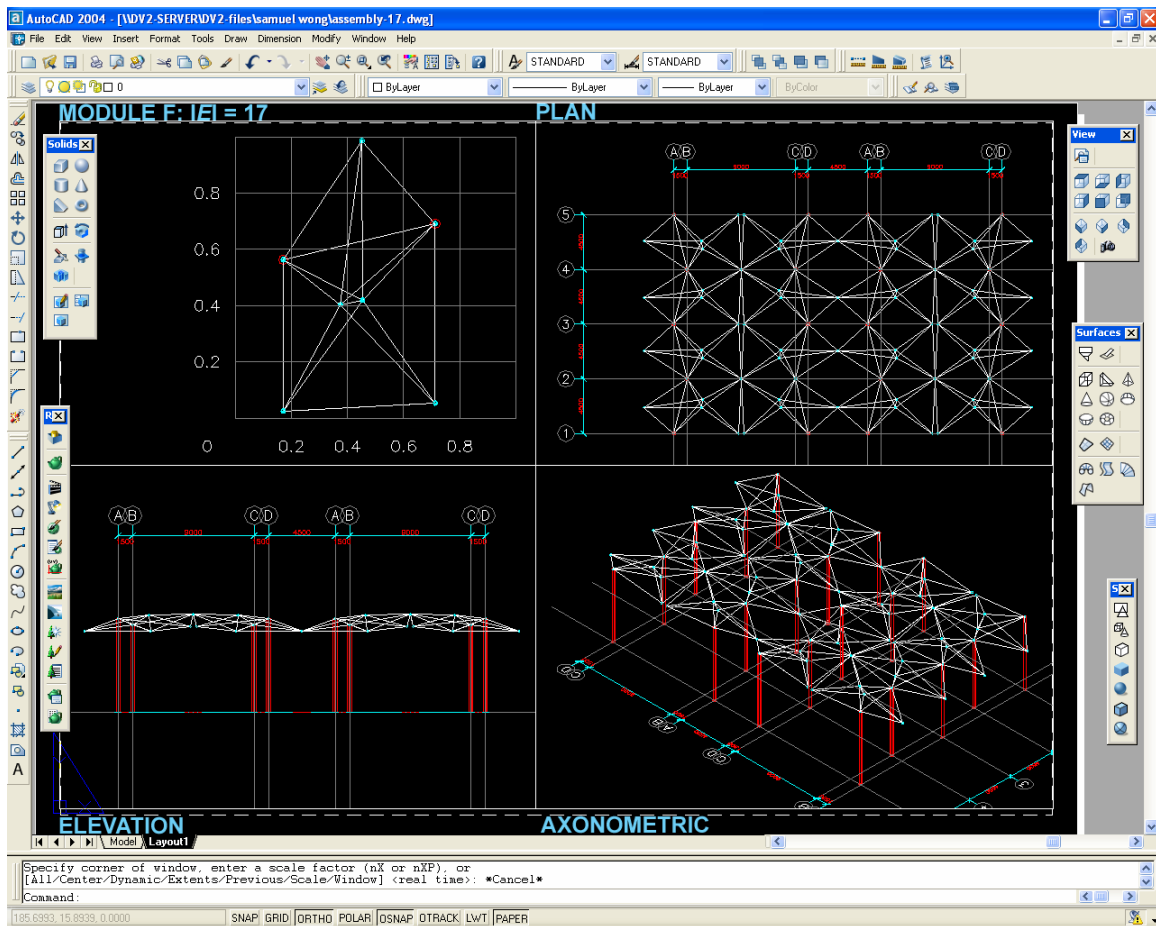 AutoCAD 2004 - [\\DV2-SERVER\DV2-files\samuel wong\assembly-17.dwg]
File Edit View Insert Format Tools Draw Dimension Modify Window Help
STANDARD STANDARD
0 ByLayer ByLayer ByLayer ByColor
MODULE F: |E| = 17 PLAN
Solids
View
0.8
0.6
0.4
0.2
0 0.2 0.4 0.6 0.8
A B C D A B C D
5
4
3
2
1
4500
4500
4500
4500
Surfaces
R
A B C D A B C D
S
C D
A B
C D
3
ELEVATION AXONOMETRIC
Model Layout1
Specify corner of window, enter a scale factor (nX or nXP), or
[All/Center/Dynamic/Extents/Previous/Scale/Window] <real time>: *Cancel*
Command:
185.6993, 15.8939, 0.0000 SNAP GRID ORTHO POLAR OSNAP OTRACK LWT PAPER